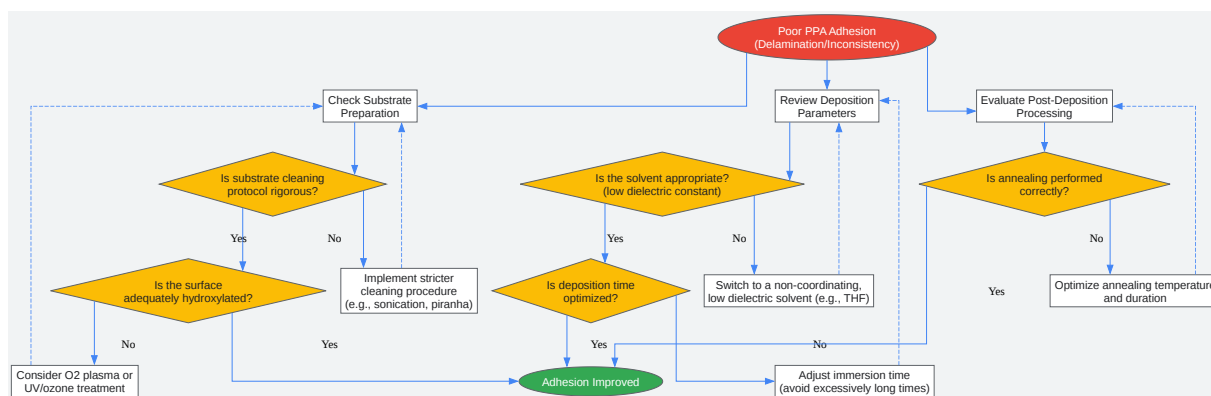 Poor PPA Adhesion
(Delamination/Inconsistency)
Check Substrate
Preparation
Review Deposition
Parameters
Evaluate Post-Deposition
Processing
Is substrate cleaning
protocol rigorous?
Is the solvent appropriate?
(low dielectric constant)
Is annealing performed
correctly?
Yes
No
Yes
No
No
Is the surface
adequately hydroxylated?
Implement stricter
cleaning procedure
(e.g., sonication, piranha)
Is deposition time
optimized?
Switch to a non-coordinating,
low dielectric solvent (e.g., THF)
Yes
Optimize annealing temperature
and duration
No
Yes
Yes
No
Consider O2 plasma or
UV/ozone treatment
Adhesion Improved
Adjust immersion time
(avoid excessively long times)